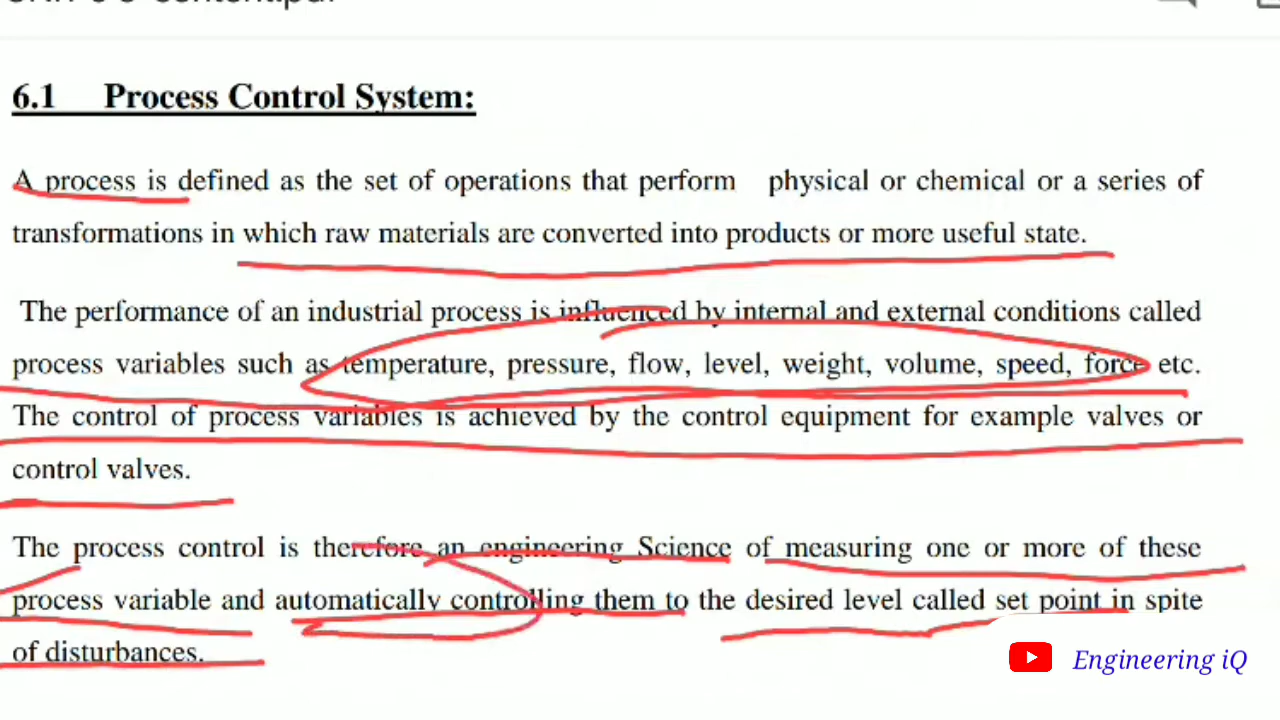 6.1 Process Control System:
A process is defined as the set of operations that perform physical or chemical or a series of
transformations in which raw materials are converted into products or more useful state.
The performance of an industrial process is influenced by internal and external conditions called
process variables such as temperature, pressure, flow, level, weight, volume, speed, force etc.
The control of process variables is achieved by the control equipment for example valves or
control valves.
The process control is therefore an engineering Science of measuring one or more of these
process variable and automatically controlling them to the desired level called set point in spite
of disturbances.
Engineering iQ